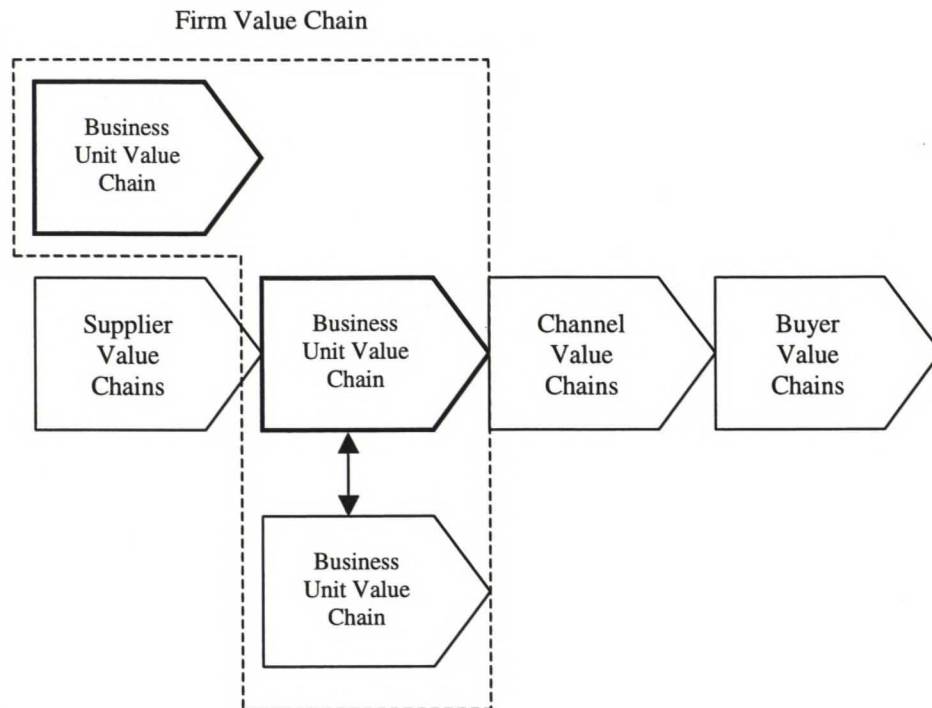 Firm Value Chain
Business
Unit Value
Chain
Supplier
Value
Chains
Business
Unit Value
Chain
Channel
Value
Chains
Buyer
Value
Chains
Business
Unit Value
Chain